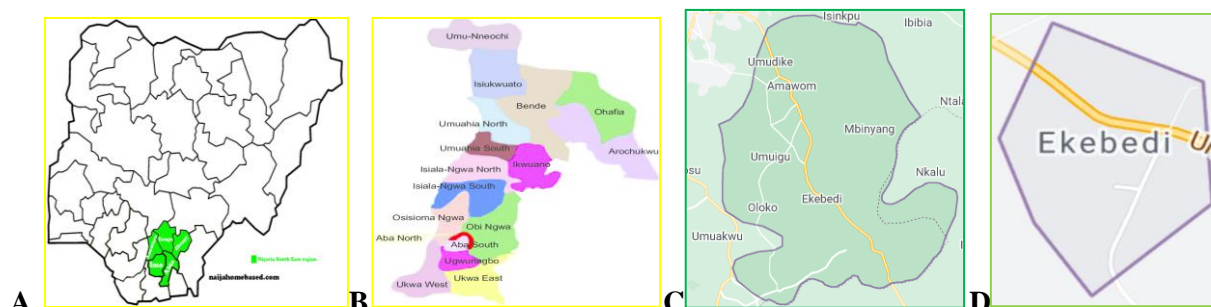 Nigeria South East region
naijahomebased.com
A
Umu-Nneochi
Isiukwuato
Bende
Ohafia
Umuahia North
Arochukwu
Umuahia South
Ikwuano
Isiala-Ngwa North
Isiala-Ngwa South
Osisioma Ngwa
Obi Ngwa
Aba North
Aba South
Ugwunagbo
Ukwa East
Ukwa West
B
Isinkpu
Ibibia
Umudike
Amawom
Ntala
Mbinyang
Umuigu
Nkalu
osu
Ekebedi
Oloko
Umuakwu
C
Ekebedi
D